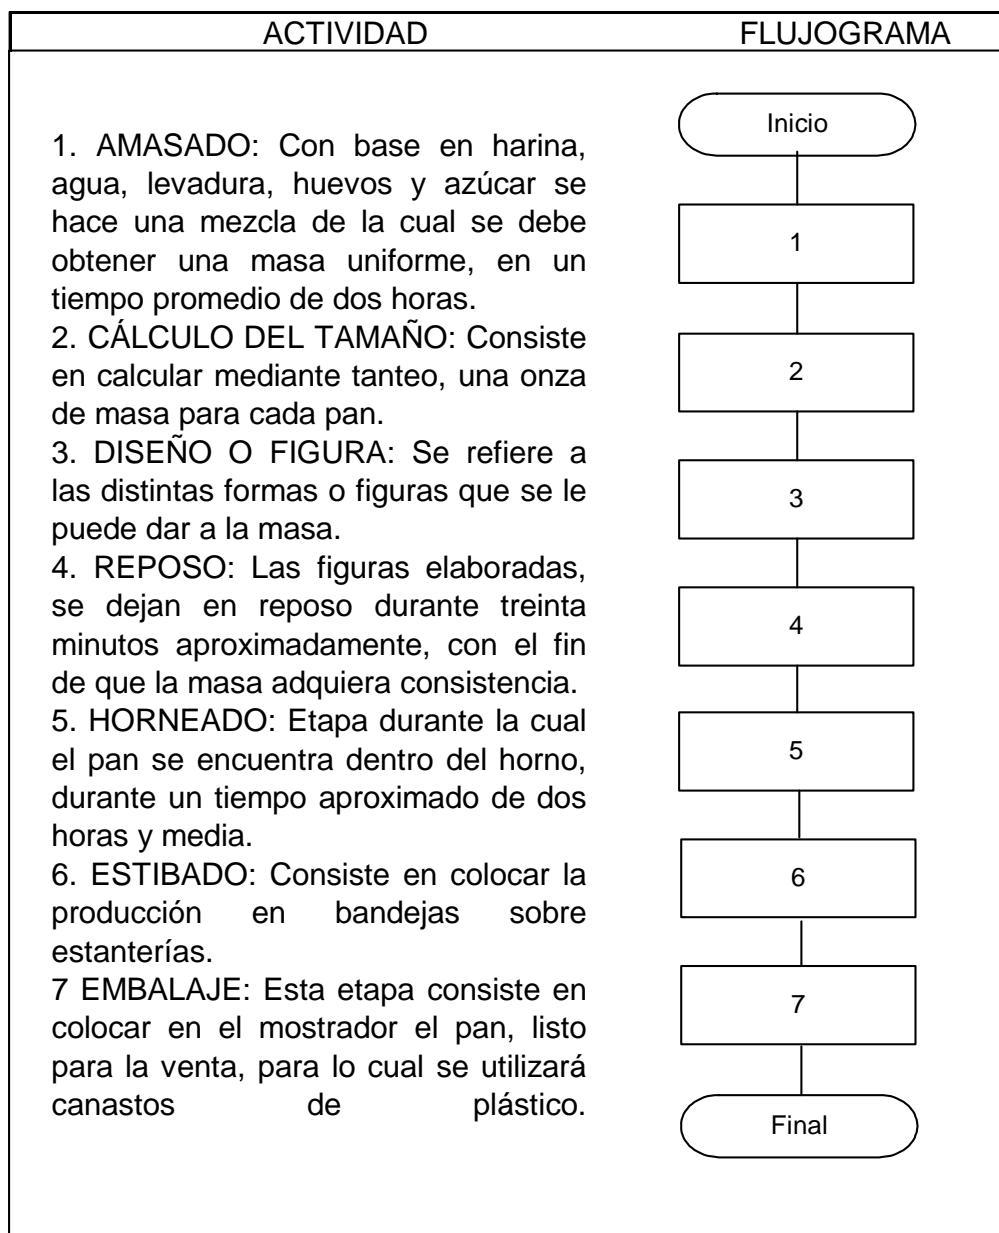 ACTIVIDAD FLUJOGRAMA
1. AMASADO: Con base en harina,
agua, levadura, huevos y azúcar se
hace una mezcla de la cual se debe
obtener una masa uniforme, en un
tiempo promedio de dos horas.
2. CÁLCULO DEL TAMAÑO: Consiste
en calcular mediante tanteo, una onza
de masa para cada pan.
3. DISEÑO O FIGURA: Se refiere a
las distintas formas o figuras que se le
puede dar a la masa.
4. REPOSO: Las figuras elaboradas,
se dejan en reposo durante treinta
minutos aproximadamente, con el fin
de que la masa adquiera consistencia.
5. HORNEADO: Etapa durante la cual
el pan se encuentra dentro del horno,
durante un tiempo aproximado de dos
horas y media.
6. ESTIBADO: Consiste en colocar la
producción en bandejas sobre
estanterías.
7 EMBALAJE: Esta etapa consiste en
colocar en el mostrador el pan, listo
para la venta, para lo cual se utilizará
canastos de plástico.
Inicio
1
2
3
4
5
6
7
Final